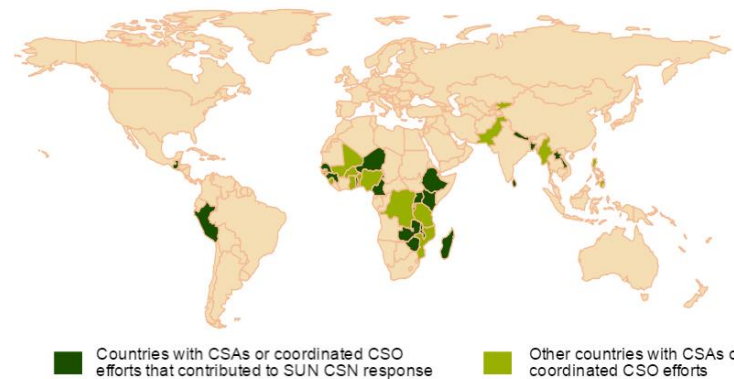 Countries with CSAs or coordinated CSO
efforts that contributed to SUN CSN response
Other countries with CSAs
coordinated CSO efforts